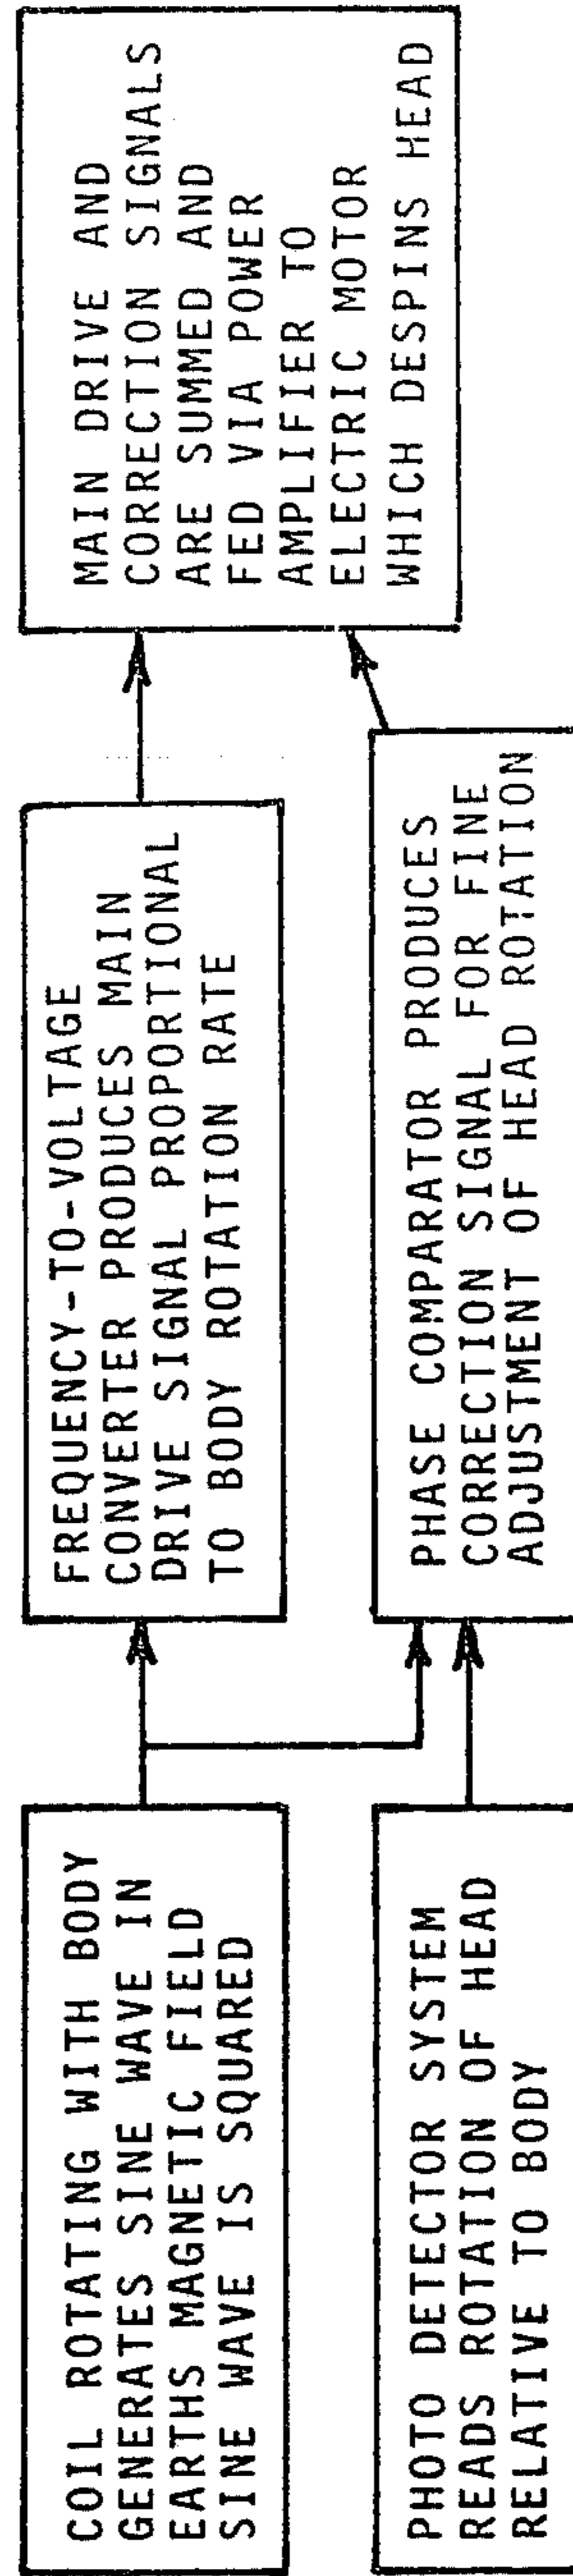 COIL ROTATING WITH BODY
GENERATES SINE WAVE IN
EARTHS MAGNETIC FIELD
SINE WAVE IS SQUARED
PHOTO DETECTOR SYSTEM
READS ROTATION OF HEAD
RELATIVE TO BODY
FREQUENCY-TO-VOLTAGE
CONVERTER PRODUCES MAIN
DRIVE SIGNAL PROPORTIONAL
TO BODY ROTATION RATE
PHASE COMPARATOR PRODUCES
CORRECTION SIGNAL FOR FINE
ADJUSTMENT OF HEAD ROTATION
MAIN DRIVE AND
CORRECTION SIGNALS
ARE SUMMED AND
FED VIA POWER
AMPLIFIER TO
ELECTRIC MOTOR
WHICH DESPINS HEAD